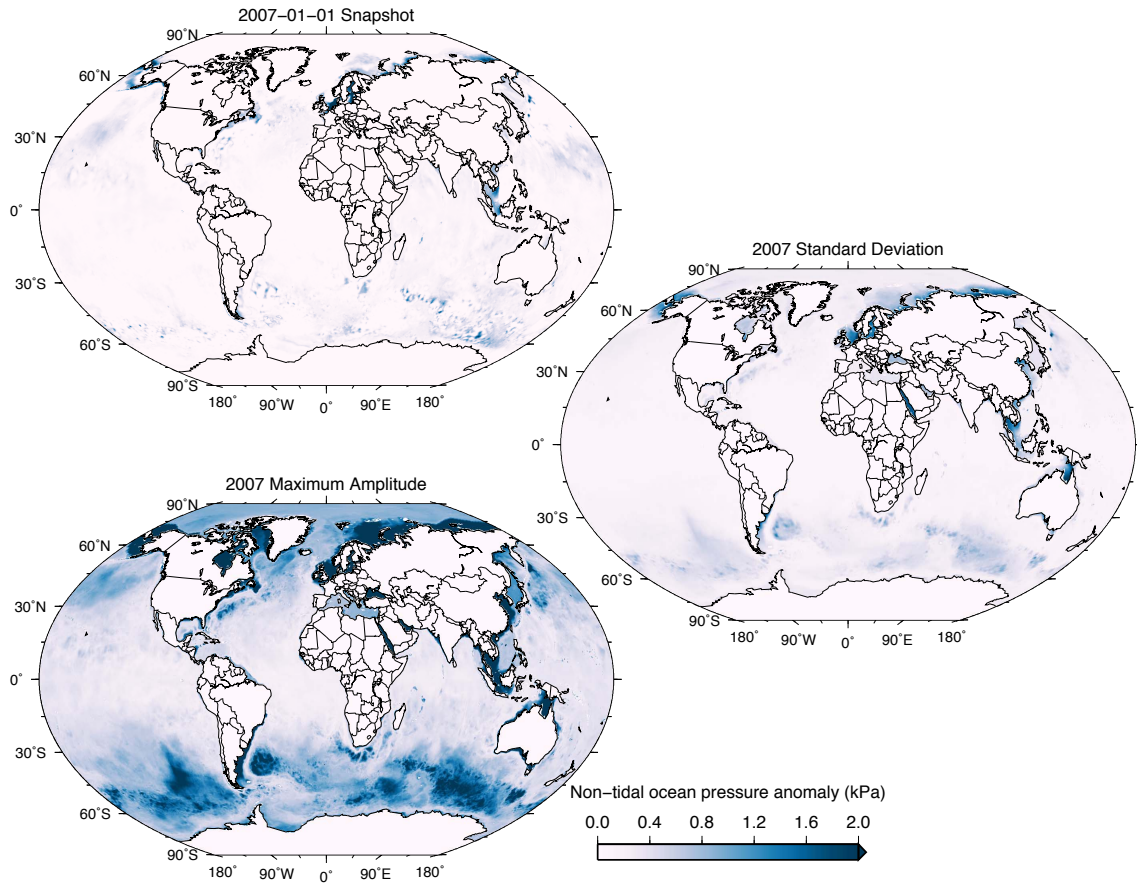 2007−01−01 Snapshot
90˚N
60˚N
30˚N
0˚
30˚S
60˚S
90˚S
180˚ 90˚W 0˚ 90˚E 180˚
2007 Standard Deviation
90˚N
60˚N
30˚N
0˚
30˚S
60˚S
90˚S
180˚ 90˚W 0˚ 90˚E 180˚
2007 Maximum Amplitude
90˚N
60˚N
30˚N
0˚
30˚S
60˚S
90˚S
180˚ 90˚W 0˚ 90˚E 180˚
Non−tidal ocean pressure anomaly (kPa)
0.0 0.4 0.8 1.2 1.6 2.0